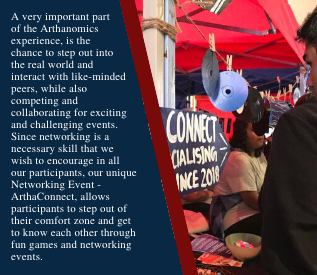 A very important part
of the Arthanomics
experience, is the
chance to step out into
the real world and
interact with like-minded
peers, while also
competing and
collaborating for exciting
and challenging events.
Since networking is a
necessary skill that we
wish to encourage in all
our participants, our unique
Networking Event -
ArthaConnect, allows
participants to step out of
their comfort zone and get
to know each other through
fun games and networking
events.
CONNECT
CIALISING
INCE 2018